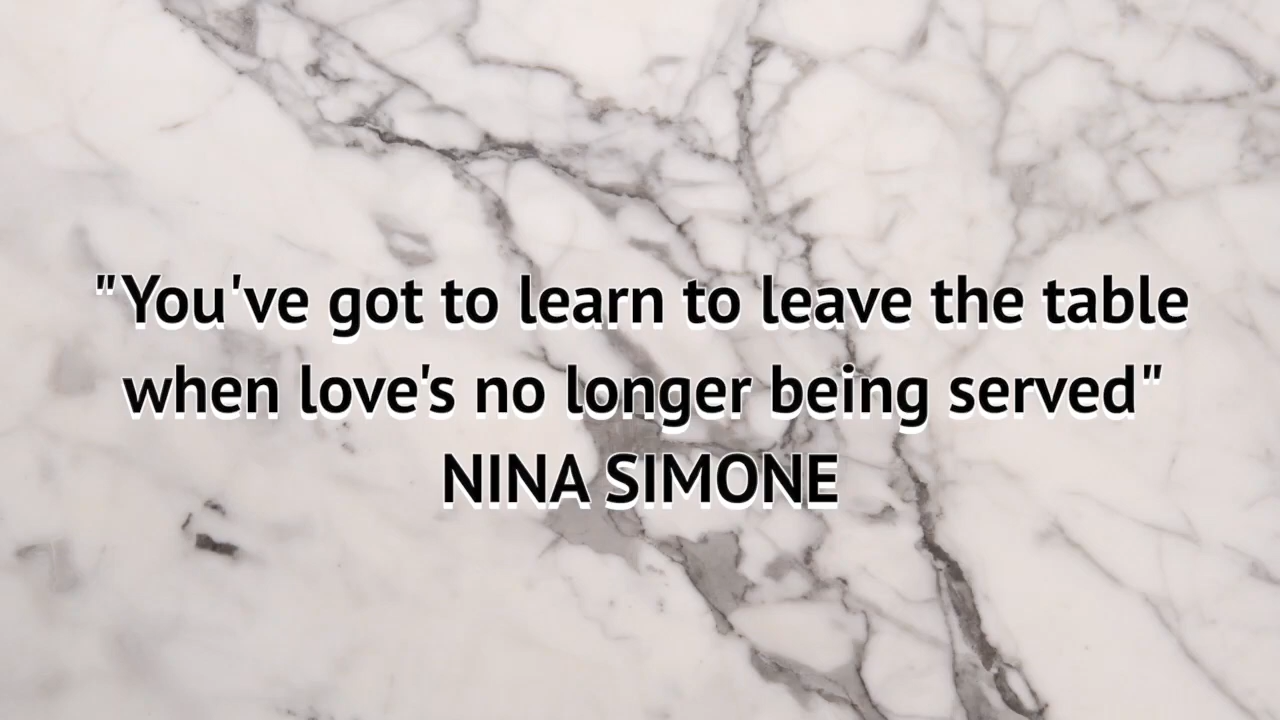 "You've got to learn to leave the table
when love's no longer being served"
NINA SIMONE